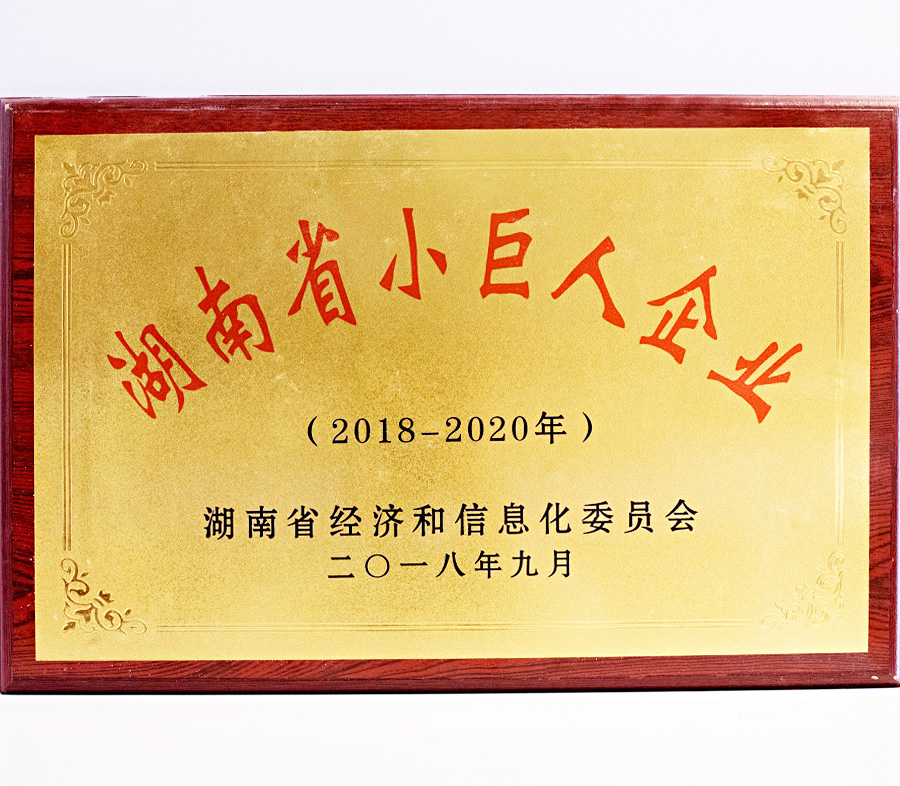 湖南省小巨人企业
（2018-2020年）
湖南省经济和信息化委员会
二〇一八年九月